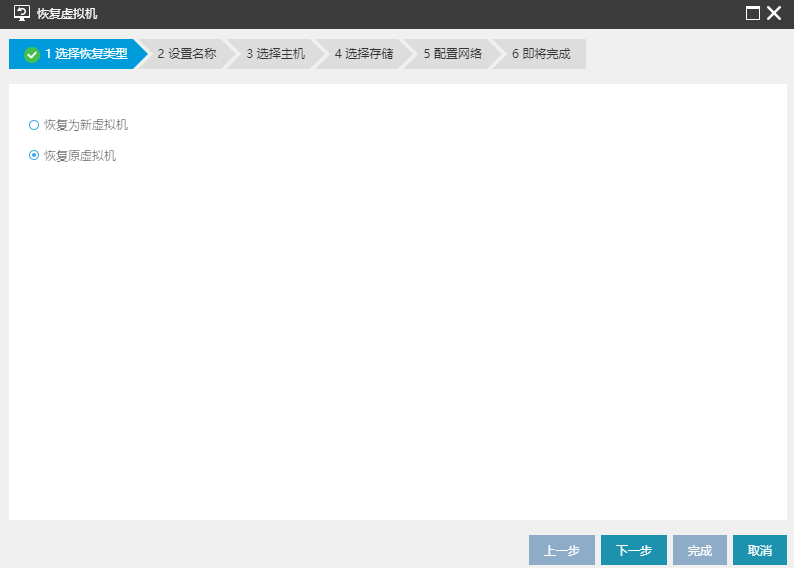 恢复虚拟机
1 选择恢复类型 2 设置名称 3 选择主机 4 选择存储 5 配置网络 6 即将完成
恢复为新虚拟机
恢复原虚拟机
上一步 下一步 完成 取消